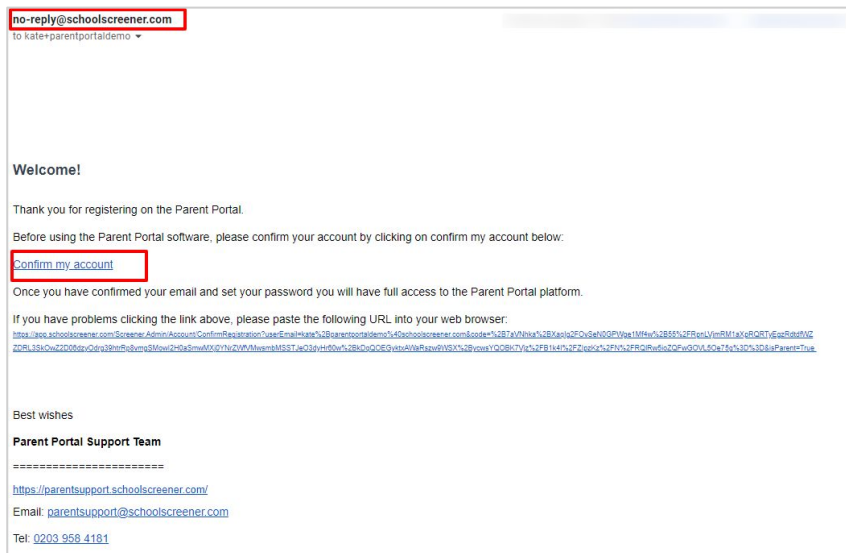 no-reply@schoolscreener.com
to kate+parentportaldemo
Welcome!
Thank you for registering on the Parent Portal.
Before using the Parent Portal software, please confirm your account by clicking on confirm my account below:
Confirm my account
Once you have confirmed your email and set your password you will have full access to the Parent Portal platform.
If you have problems clicking the link above, please paste the following URL into your web browser:
Best wishes
Parent Portal Support Team
=======================
https://parentsupport.schoolscreener.com/
Email: parentsupport@schoolscreener.com
Tel: 0203 958 4181